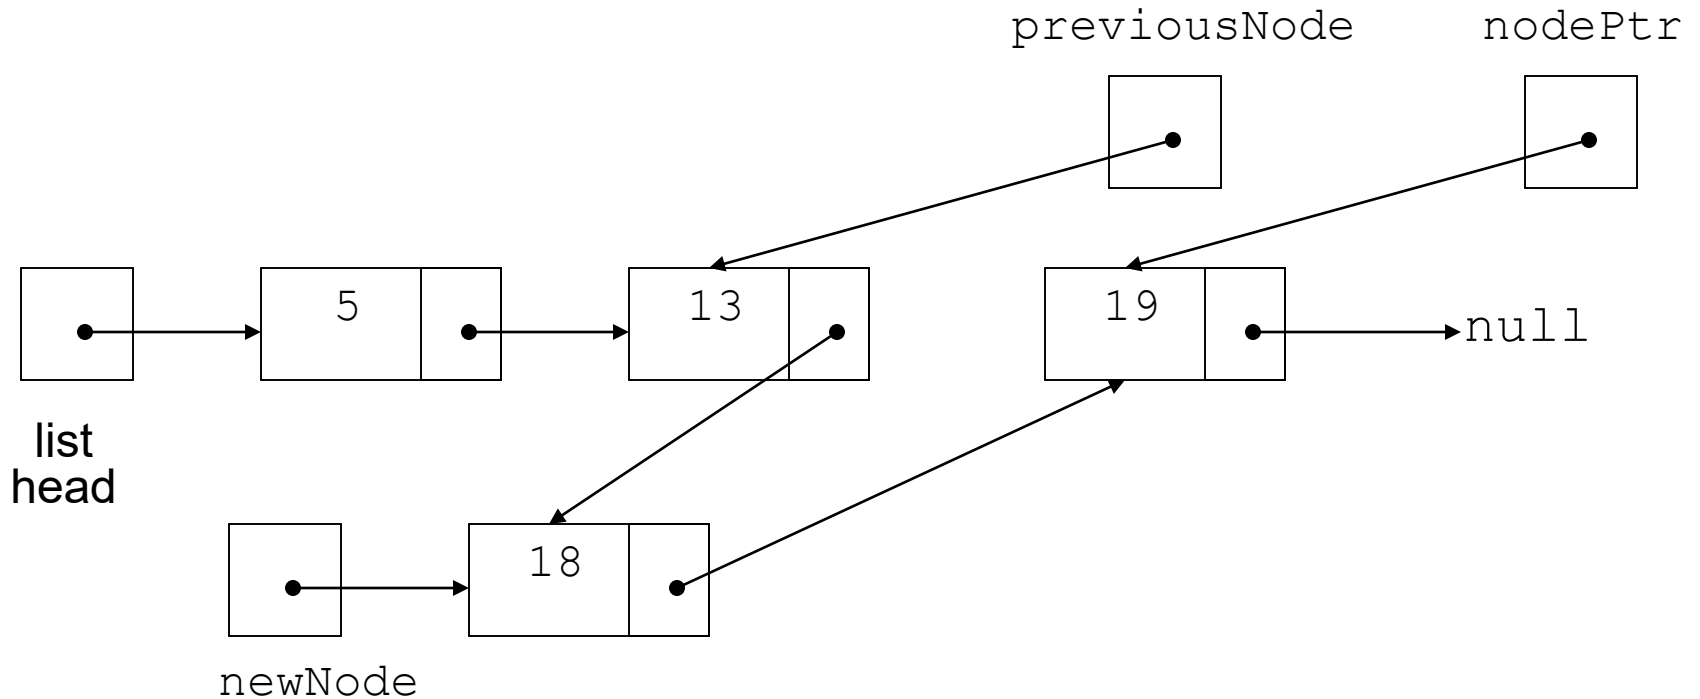 previousNode
nodePtr
5
13
19
null
list
head
18
newNode